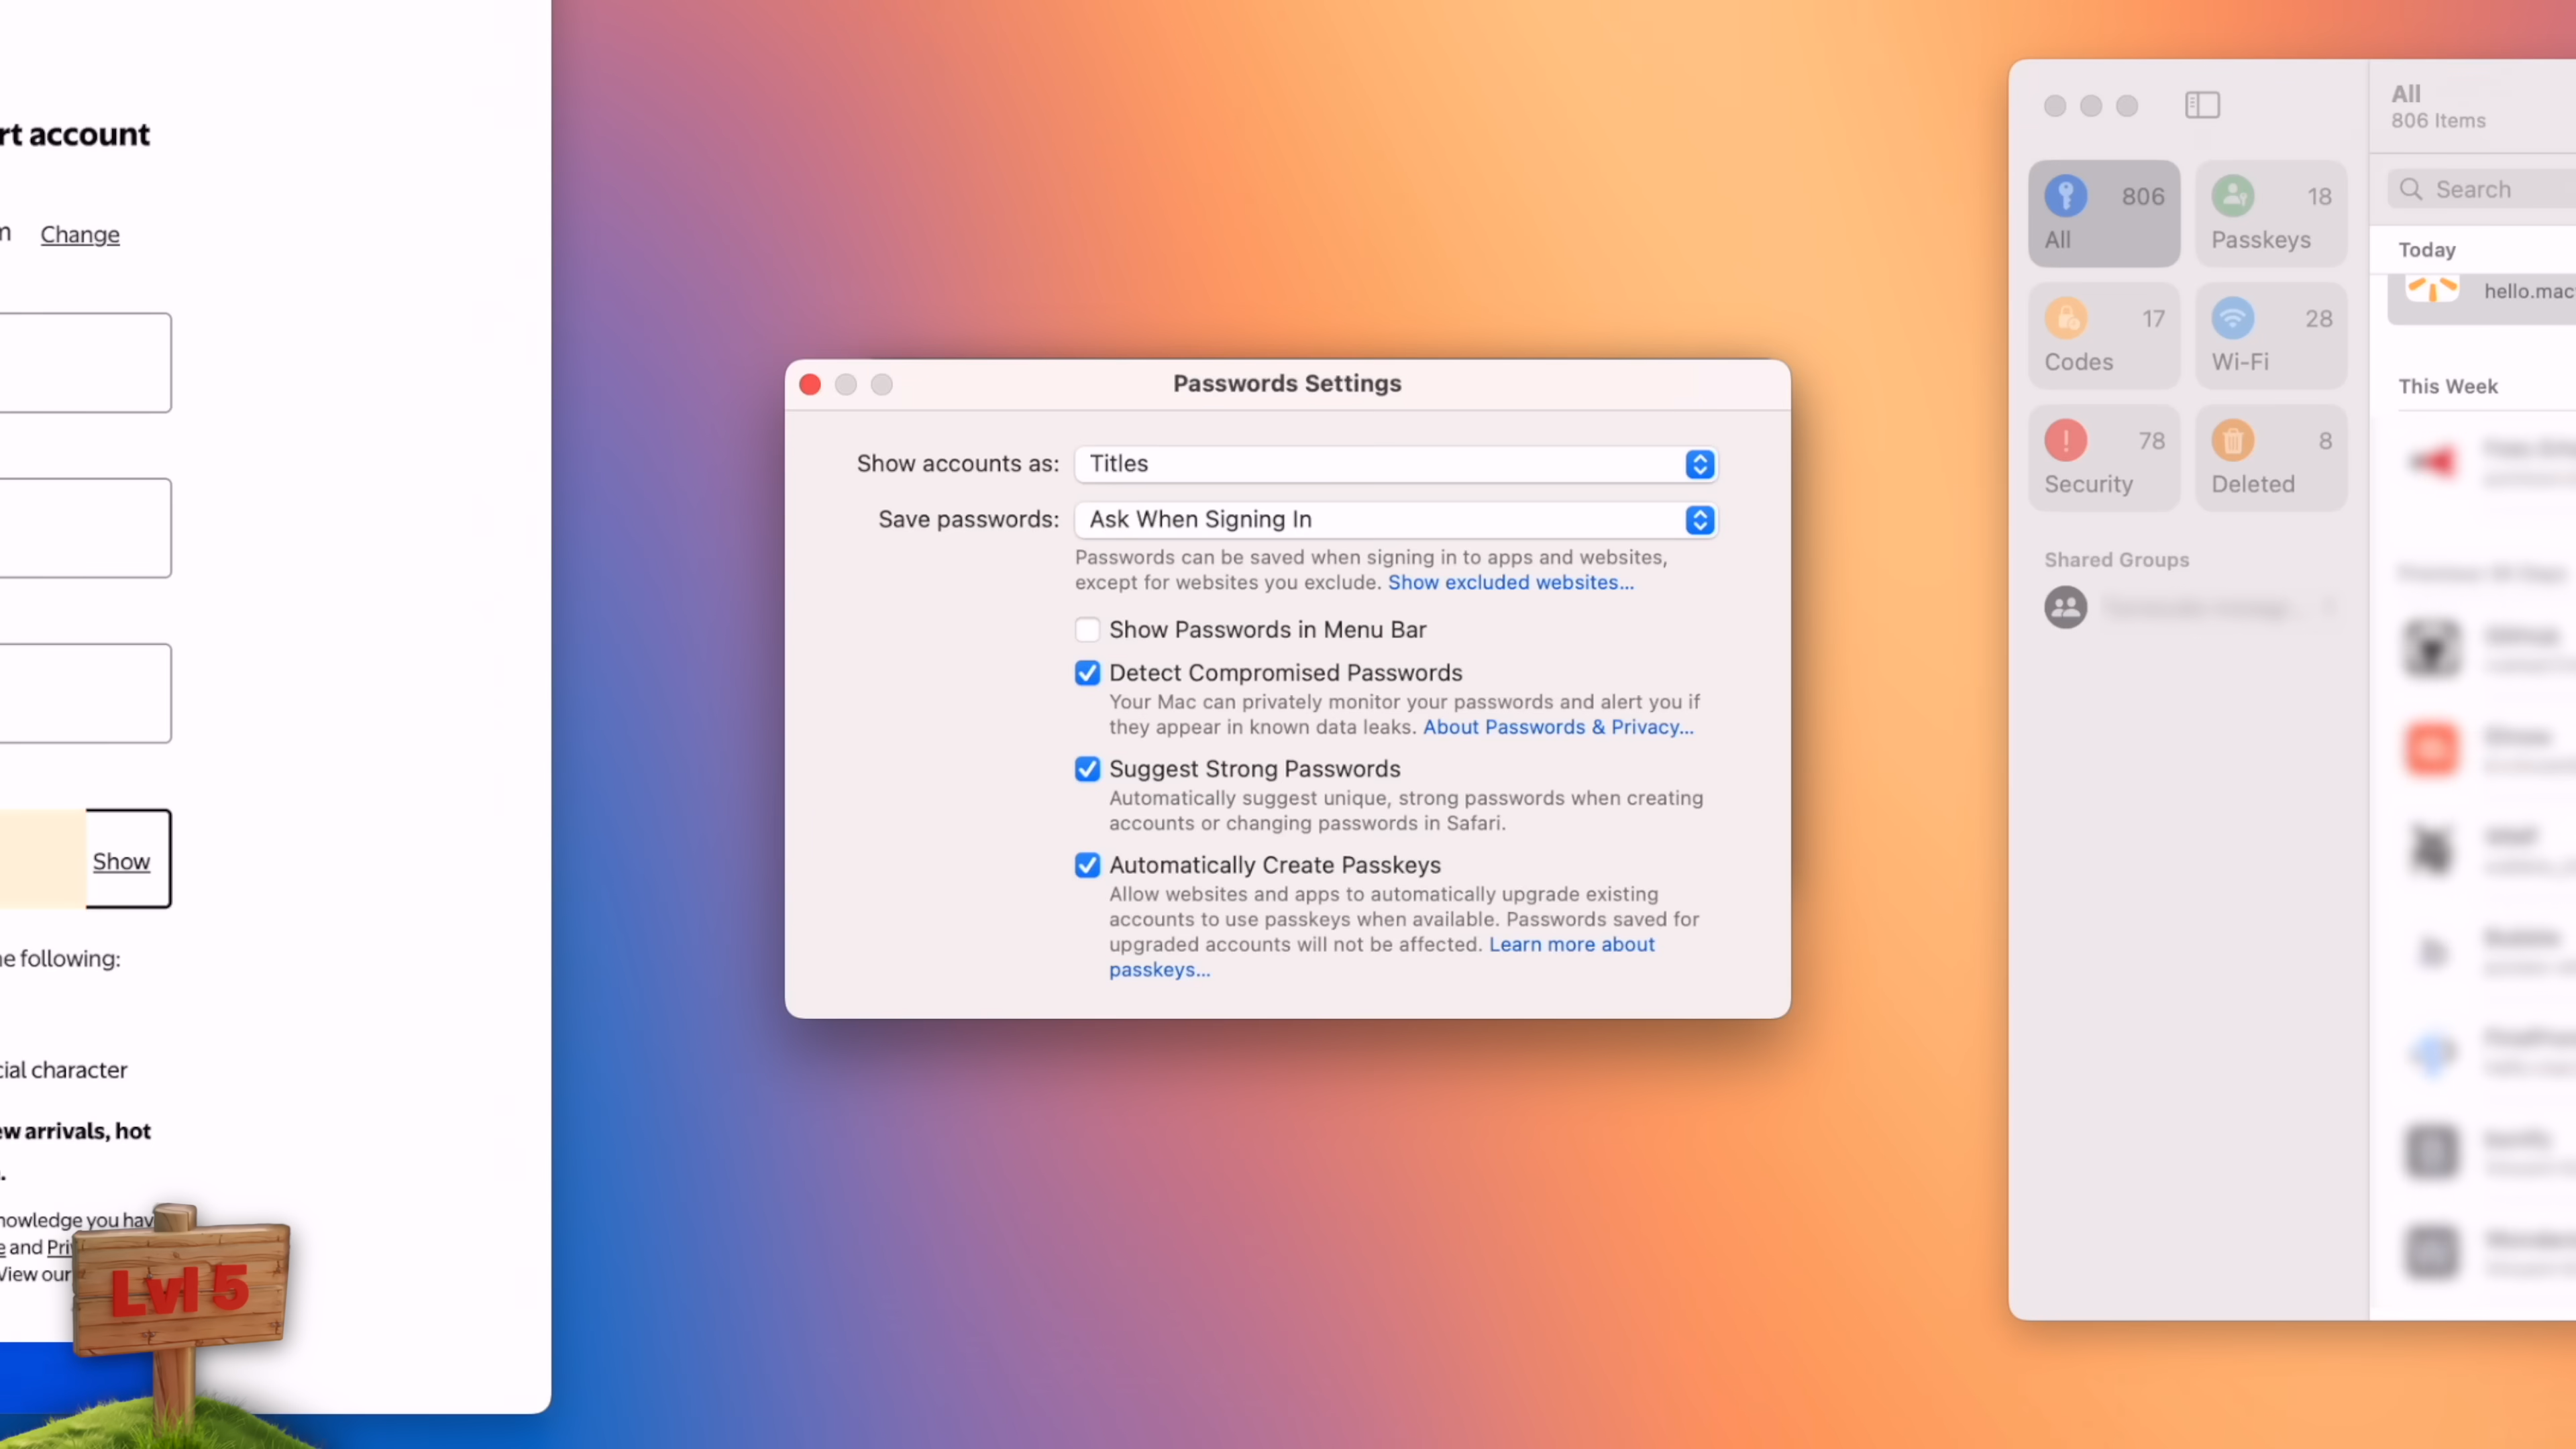 rt account
Change
Show
ne following:
cial character
ew arrivals, hot
nowledge you hav
e and Pri
View our
Lvl 5
Passwords Settings
Show accounts as: Titles
Save passwords: Ask When Signing In
Passwords can be saved when signing in to apps and websites,
except for websites you exclude. Show excluded websites...
Show Passwords in Menu Bar
Detect Compromised Passwords
Your Mac can privately monitor your passwords and alert you if
they appear in known data leaks. About Passwords & Privacy...
Suggest Strong Passwords
Automatically suggest unique, strong passwords when creating
accounts or changing passwords in Safari.
Automatically Create Passkeys
Allow websites and apps to automatically upgrade existing
accounts to use passkeys when available. Passwords saved for
upgraded accounts will not be affected. Learn more about
passkeys...
806
All
18
Passkeys
17
Codes
28
Wi-Fi
78
Security
8
Deleted
Shared Groups
All
806 Items
Search
Today
hello.mac
This Week